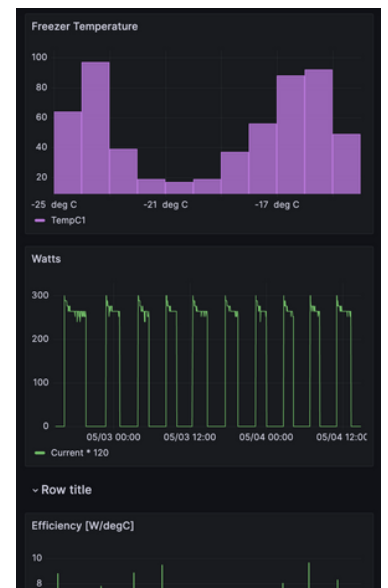 Freezer Temperature
100
80
60
40
20
-25 deg C -21 deg C -17 deg C
TempC1
Watts
300
200
100
0
05/03 00:00 05/03 12:00 05/04 00:00 05/04 12:00
Current * 120
Row title
Efficiency [W/degC]
10
8